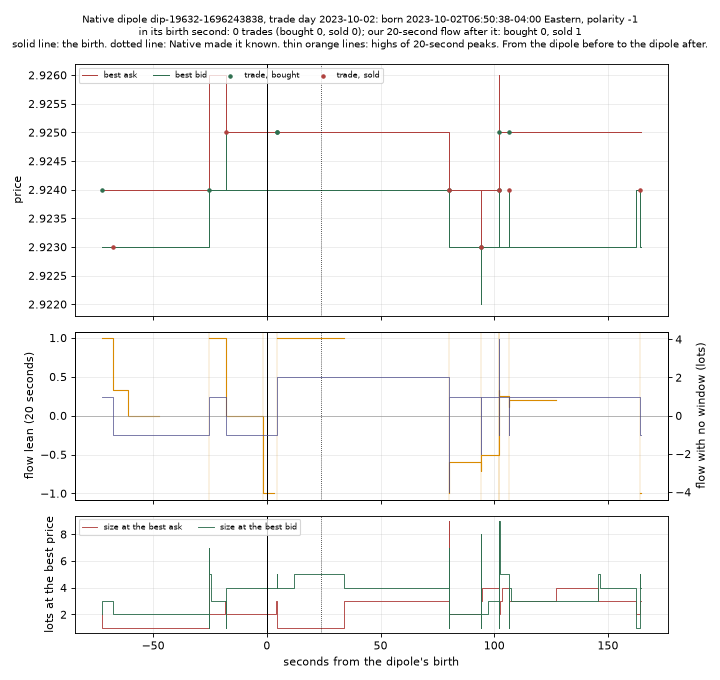 Native dipole dip-19632-1696243838, trade day 2023-10-02: born 2023-10-02T06:50:38-04:00 Eastern, polarity -1
in its birth second: 0 trades (bought 0, sold 0); our 20-second flow after it: bought 0, sold 1
solid line: the birth. dotted line: Native made it known. thin orange lines: highs of 20-second peaks. From the dipole before to the dipole after.
best ask
best bid
trade, bought
trade, sold
price
2.9260
2.9255
2.9250
2.9245
2.9240
2.9235
2.9230
2.9225
2.9220
flow lean (20 seconds)
1.0
0.5
0.0
−0.5
−1.0
4
2
0
−2
−4
flow with no window (lots)
size at the best ask
size at the best bid
lots at the best price
8
6
4
2
−50
0
50
100
150
seconds from the dipole's birth